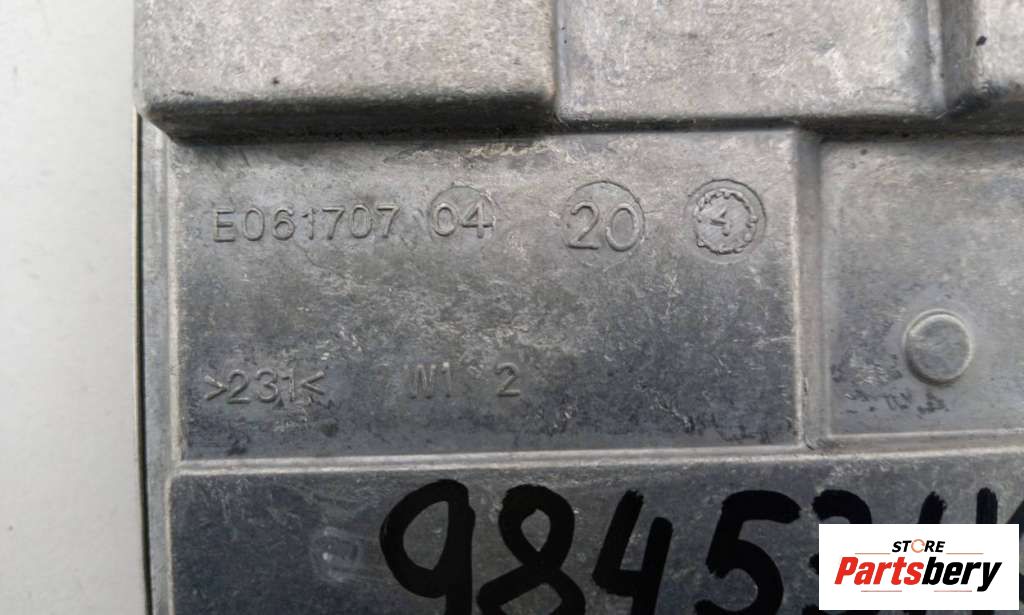 E061707 04 20 4
>231< W1 2
9845
STORE
Partsbery